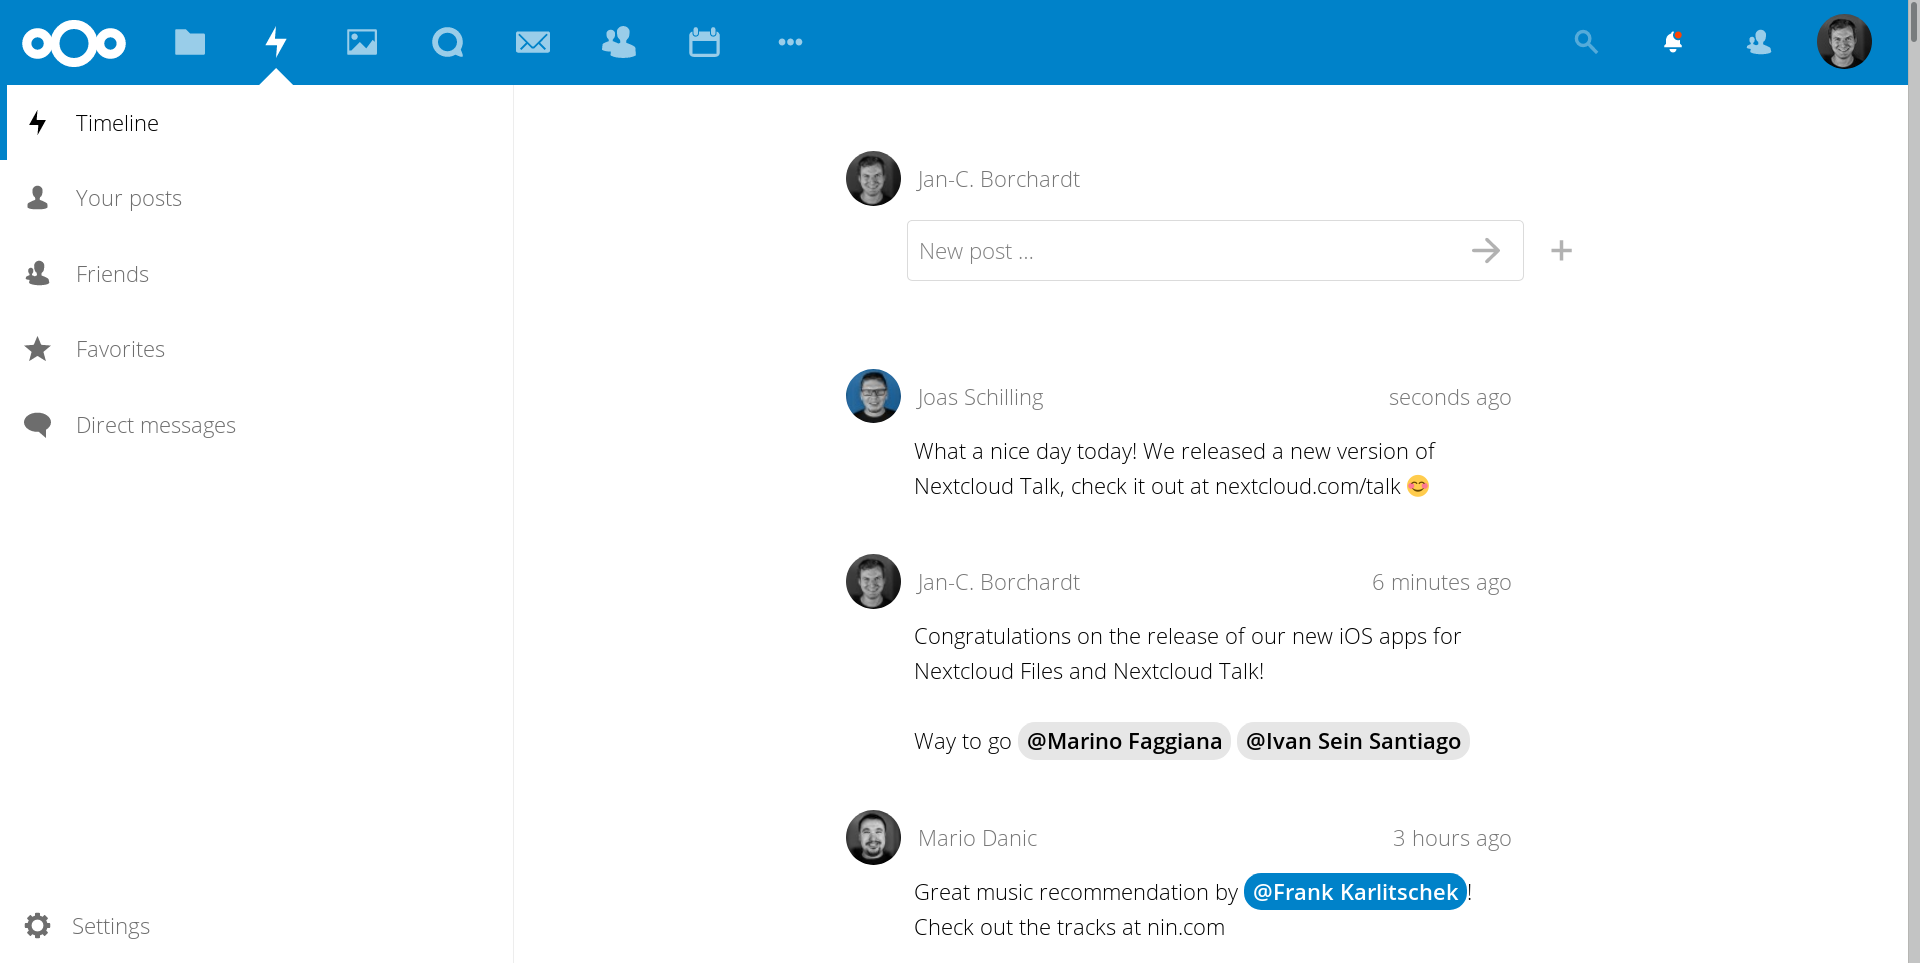 Timeline
Your posts
Friends
Favorites
Direct messages
Settings
Jan-C. Borchardt
New post ...
Joas Schilling seconds ago
What a nice day today! We released a new version of
Nextcloud Talk, check it out at nextcloud.com/talk 😊
Jan-C. Borchardt 6 minutes ago
Congratulations on the release of our new iOS apps for
Nextcloud Files and Nextcloud Talk!
Way to go @Marino Faggiana @Ivan Sein Santiago
Mario Danic 3 hours ago
Great music recommendation by @Frank Karlitschek!
Check out the tracks at nin.com